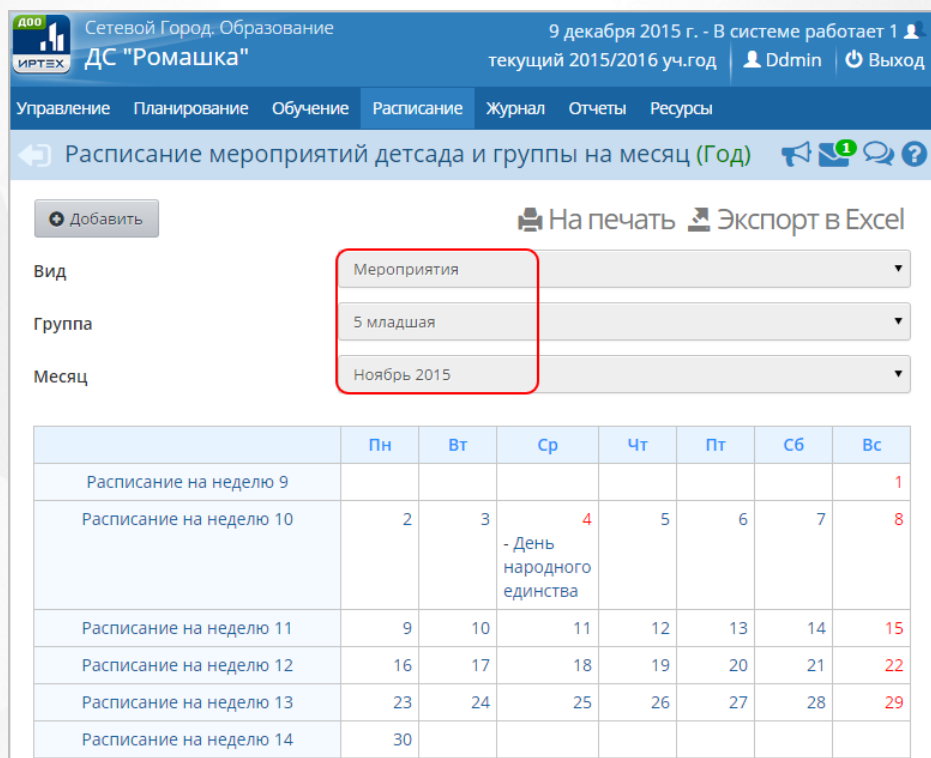 ДОО
ИРТЕХ
Сетевой Город. Образование
ДС "Ромашка"
9 декабря 2015 г. - В системе работает 1
текущий 2015/2016 уч.год Ddmin Выход
Управление Планирование Обучение Расписание Журнал Отчеты Ресурсы
Расписание мероприятий детсада и группы на месяц (Год) 1 ?
Добавить На печать Экспорт в Excel
Вид Мероприятия
Группа 5 младшая
Месяц Ноябрь 2015
Пн Вт Ср Чт Пт Сб Вс
Расписание на неделю 9 1
Расписание на неделю 10 2 3 4 5 6 7 8
- День
народного
единства
Расписание на неделю 11 9 10 11 12 13 14 15
Расписание на неделю 12 16 17 18 19 20 21 22
Расписание на неделю 13 23 24 25 26 27 28 29
Расписание на неделю 14 30